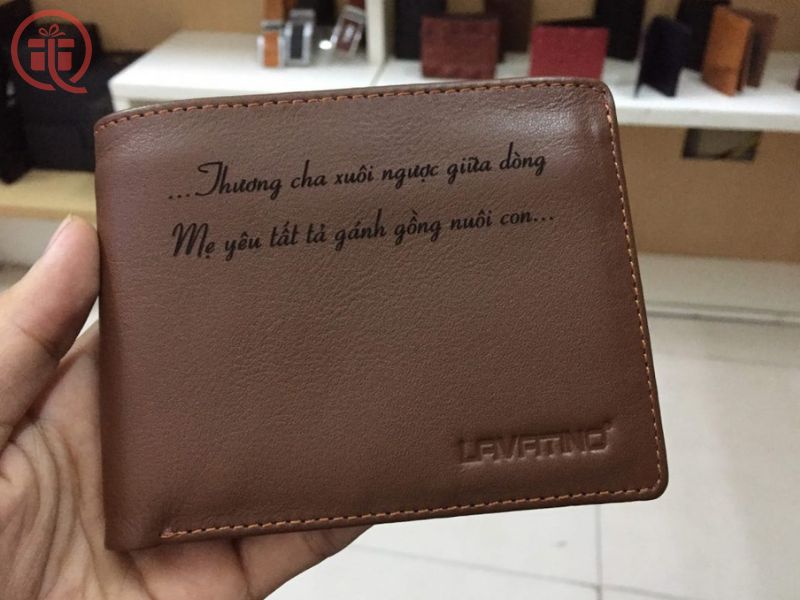 ...Thương cha xuôi ngược giữa dòng
Mẹ yêu tất tả gánh gồng nuôi con...
LAVATINO